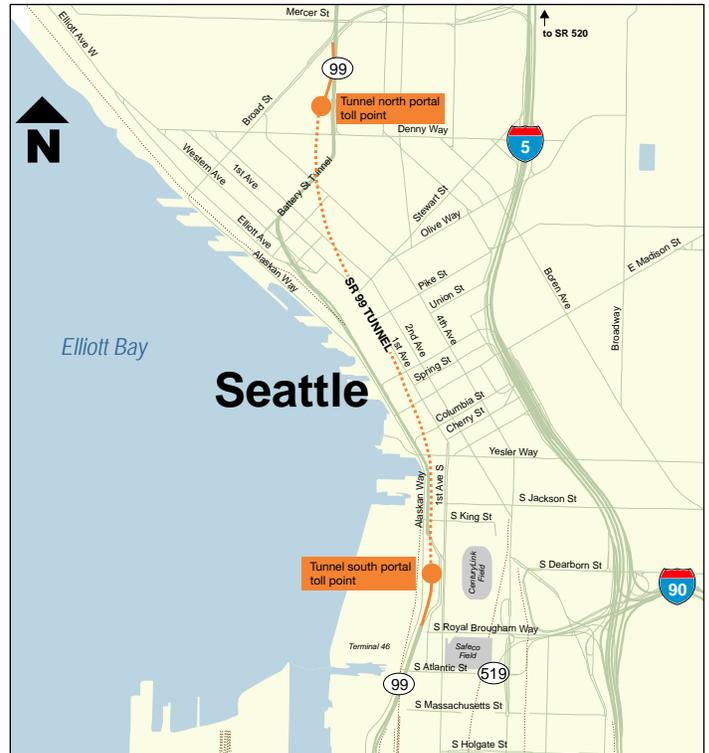 Mercer St
Elliott Ave W
to SR 520
99
Tunnel north portal
toll point
Broad St
Denny Way
5
N
Western Ave
1st Ave
Battery St Tunnel
Stewart St
Olive Way
Elliott Ave
Alaskan Way
E Madison St
Pike St
Union St
Boren Ave
Broadway
SR 99 TUNNEL
4th Ave
2nd Ave
1st Ave
Spring St
Elliott Bay
Seattle
Columbia St
Cherry St
Yesler Way
Alaskan Way
1st Ave S
S Jackson St
S King St
CenturyLink
Field
Tunnel south portal
toll point
S Dearborn St
90
S Royal Brougham Way
Terminal 46
Safeco
Field
S Atlantic St
519
99
S Massachusetts St
S Holgate St